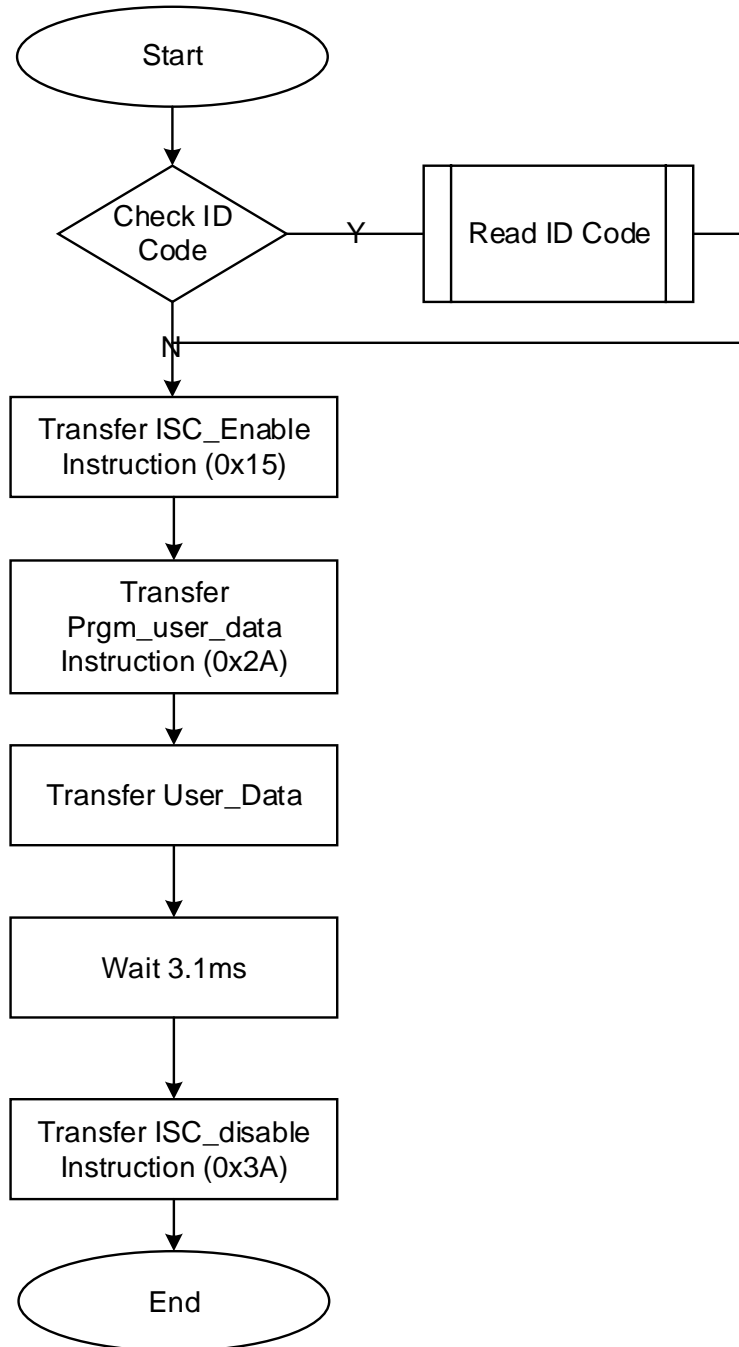 Start
Check ID
Code
Y
Read ID Code
N
Transfer ISC_Enable
Instruction (0x15)
Transfer
Prgm_user_data
Instruction (0x2A)
Transfer User_Data
Wait 3.1ms
Transfer ISC_disable
Instruction (0x3A)
End